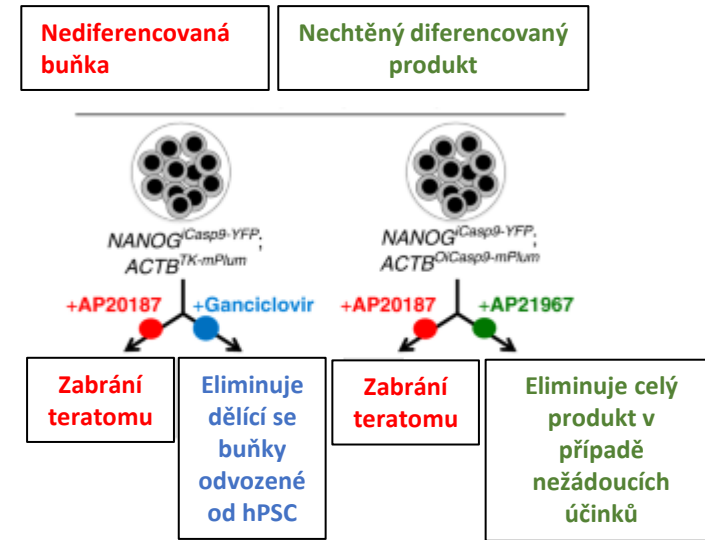 Nediferencovaná
buňka
Nechtěný diferencovaný
produkt
NANOG^iCasp9-YFP;
ACTB^TK-mPlum
NANOG^iCasp9-YFP;
ACTB^OiCasp9-mPlum
+AP20187
+Ganciclovir
+AP20187
+AP21967
Zabrání
teratomu
Eliminuje
dělící se
buňky
odvozené
od hPSC
Zabrání
teratomu
Eliminuje celý
produkt v
případě
nežádoucích
účinků